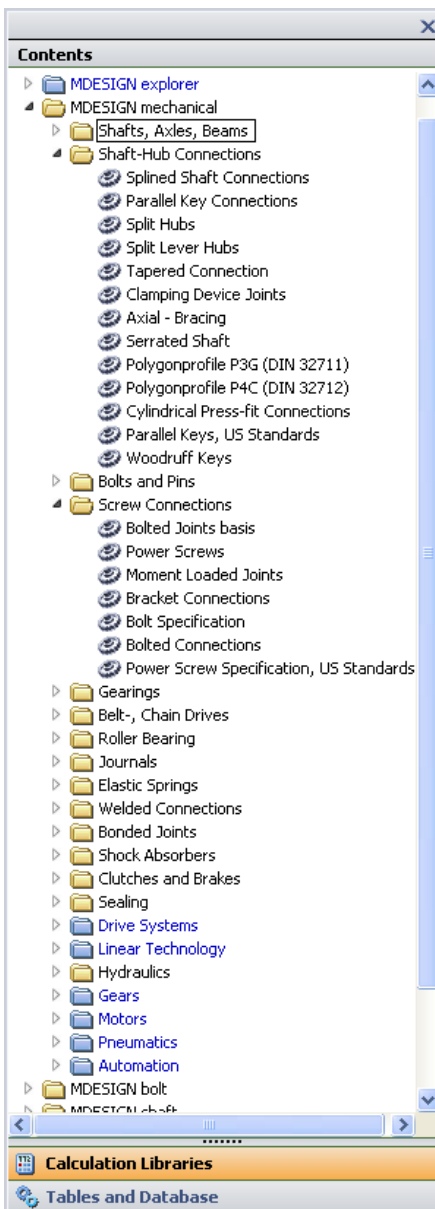 Contents
MDESIGN explorer
MDESIGN mechanical
Shafts, Axles, Beams
Shaft-Hub Connections
Splined Shaft Connections
Parallel Key Connections
Split Hubs
Split Lever Hubs
Tapered Connection
Clamping Device Joints
Axial - Bracing
Serrated Shaft
Polygonprofile P3G (DIN 32711)
Polygonprofile P4C (DIN 32712)
Cylindrical Press-fit Connections
Parallel Keys, US Standards
Woodruff Keys
Bolts and Pins
Screw Connections
Bolted Joints basis
Power Screws
Moment Loaded Joints
Bracket Connections
Bolt Specification
Bolted Connections
Power Screw Specification, US Standards
Gearings
Belt-, Chain Drives
Roller Bearing
Journals
Elastic Springs
Welded Connections
Bonded Joints
Shock Absorbers
Clutches and Brakes
Sealing
Drive Systems
Linear Technology
Hydraulics
Gears
Motors
Pneumatics
Automation
MDESIGN bolt
MDESIGN shaft
Calculation Libraries
Tables and Database